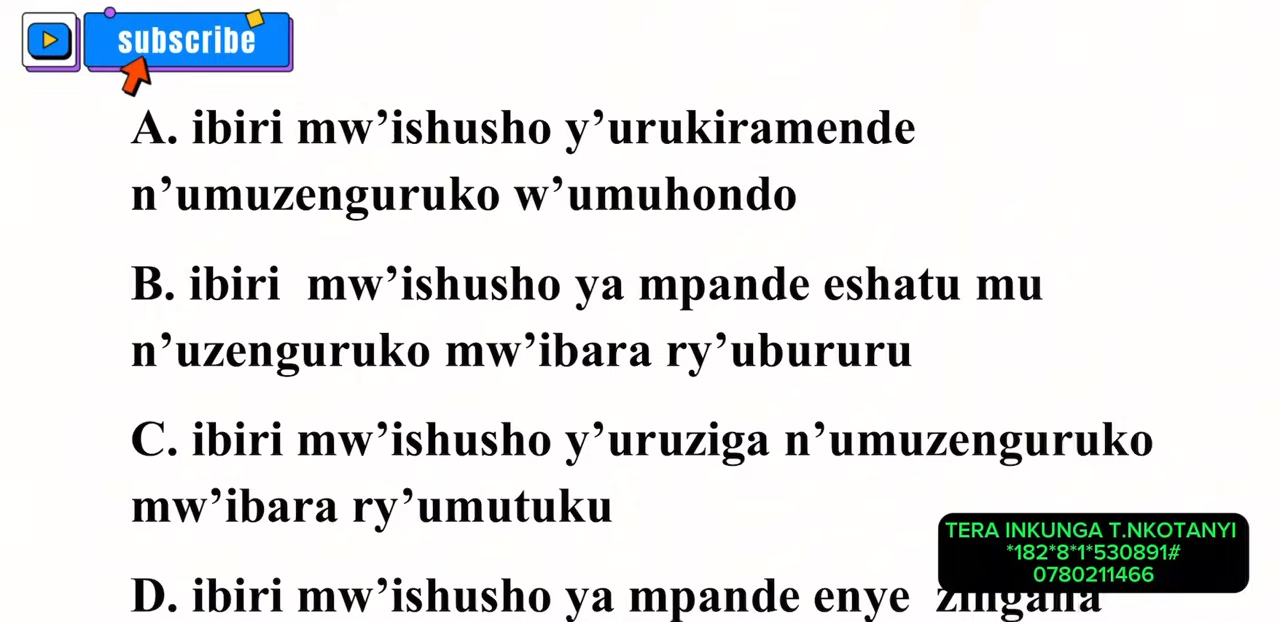 subscribe
A. ibiri mw’ishusho y’urukiramende
n’umuzenguruko w’umuhondo
B. ibiri mw’ishusho ya mpande eshatu mu
n’uzenguruko mw’ibara ry’ubururu
C. ibiri mw’ishusho y’uruziga n’umuzenguruko
mw’ibara ry’umutuku
TERA INKUNGA T.NKOTANYI
*182*8*1*530891#
0780211466
D. ibiri mw’ishusho ya mpande enye